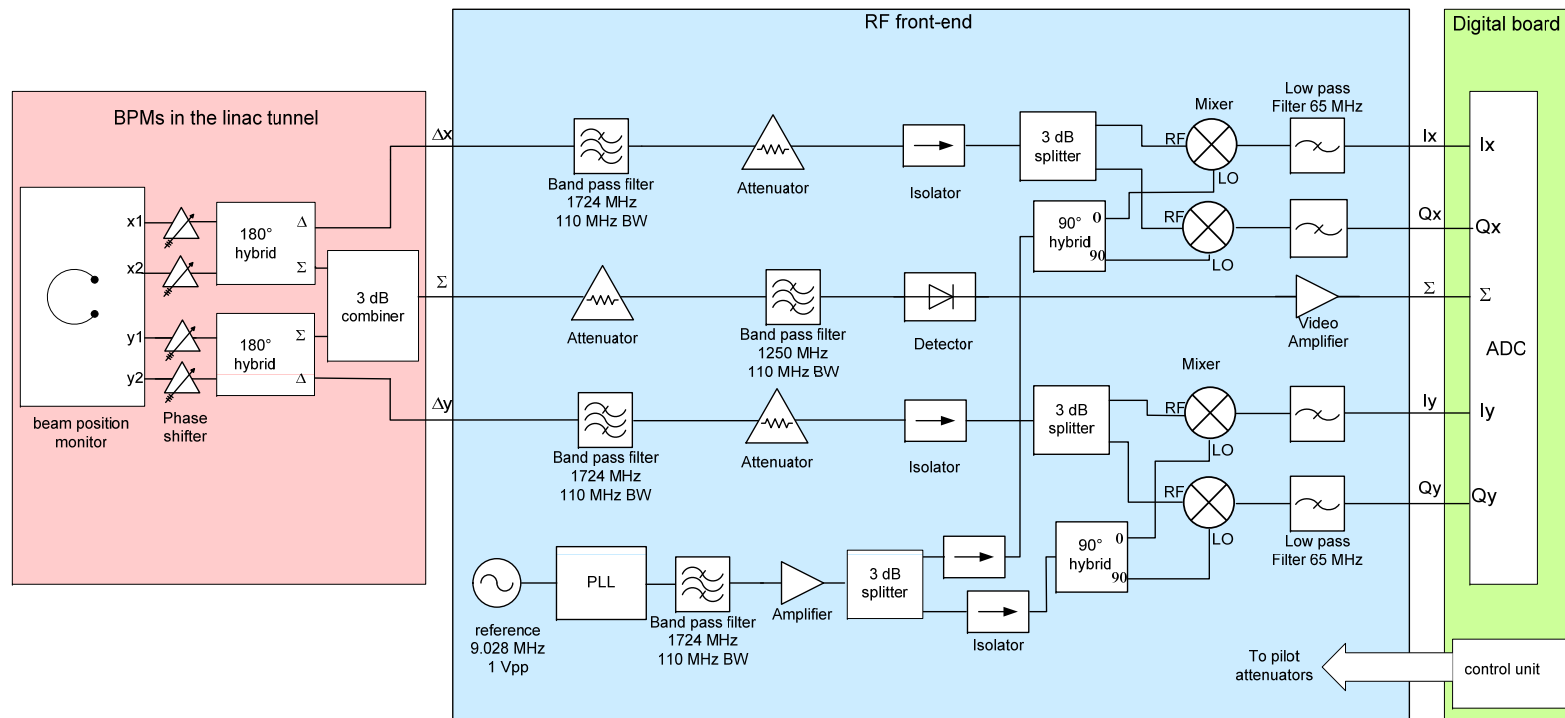 RF front-end
Digital board
BPMs in the linac tunnel
x1
x2
y1
y2
beam position
monitor
Phase
shifter
180°
hybrid
Δ
Σ
180°
hybrid
Σ
Δ
3 dB
combiner
Δx
Σ
Δy
Band pass filter
1724 MHz
110 MHz BW
Attenuator
Isolator
3 dB
splitter
RF
Mixer
LO
Low pass
Filter 65 MHz
Ix
Ix
90°
hybrid
0
90
RF
LO
Qx
Qx
Attenuator
Band pass filter
1250 MHz
110 MHz BW
Detector
Video
Amplifier
Σ
Σ
ADC
Band pass filter
1724 MHz
110 MHz BW
Attenuator
Isolator
3 dB
splitter
RF
Mixer
LO
Iy
Iy
RF
LO
Low pass
Filter 65 MHz
Qy
Qy
reference
9.028 MHz
1 Vpp
PLL
Band pass filter
1724 MHz
110 MHz BW
Amplifier
3 dB
splitter
Isolator
90°
hybrid
0
90
To pilot
attenuators
control unit